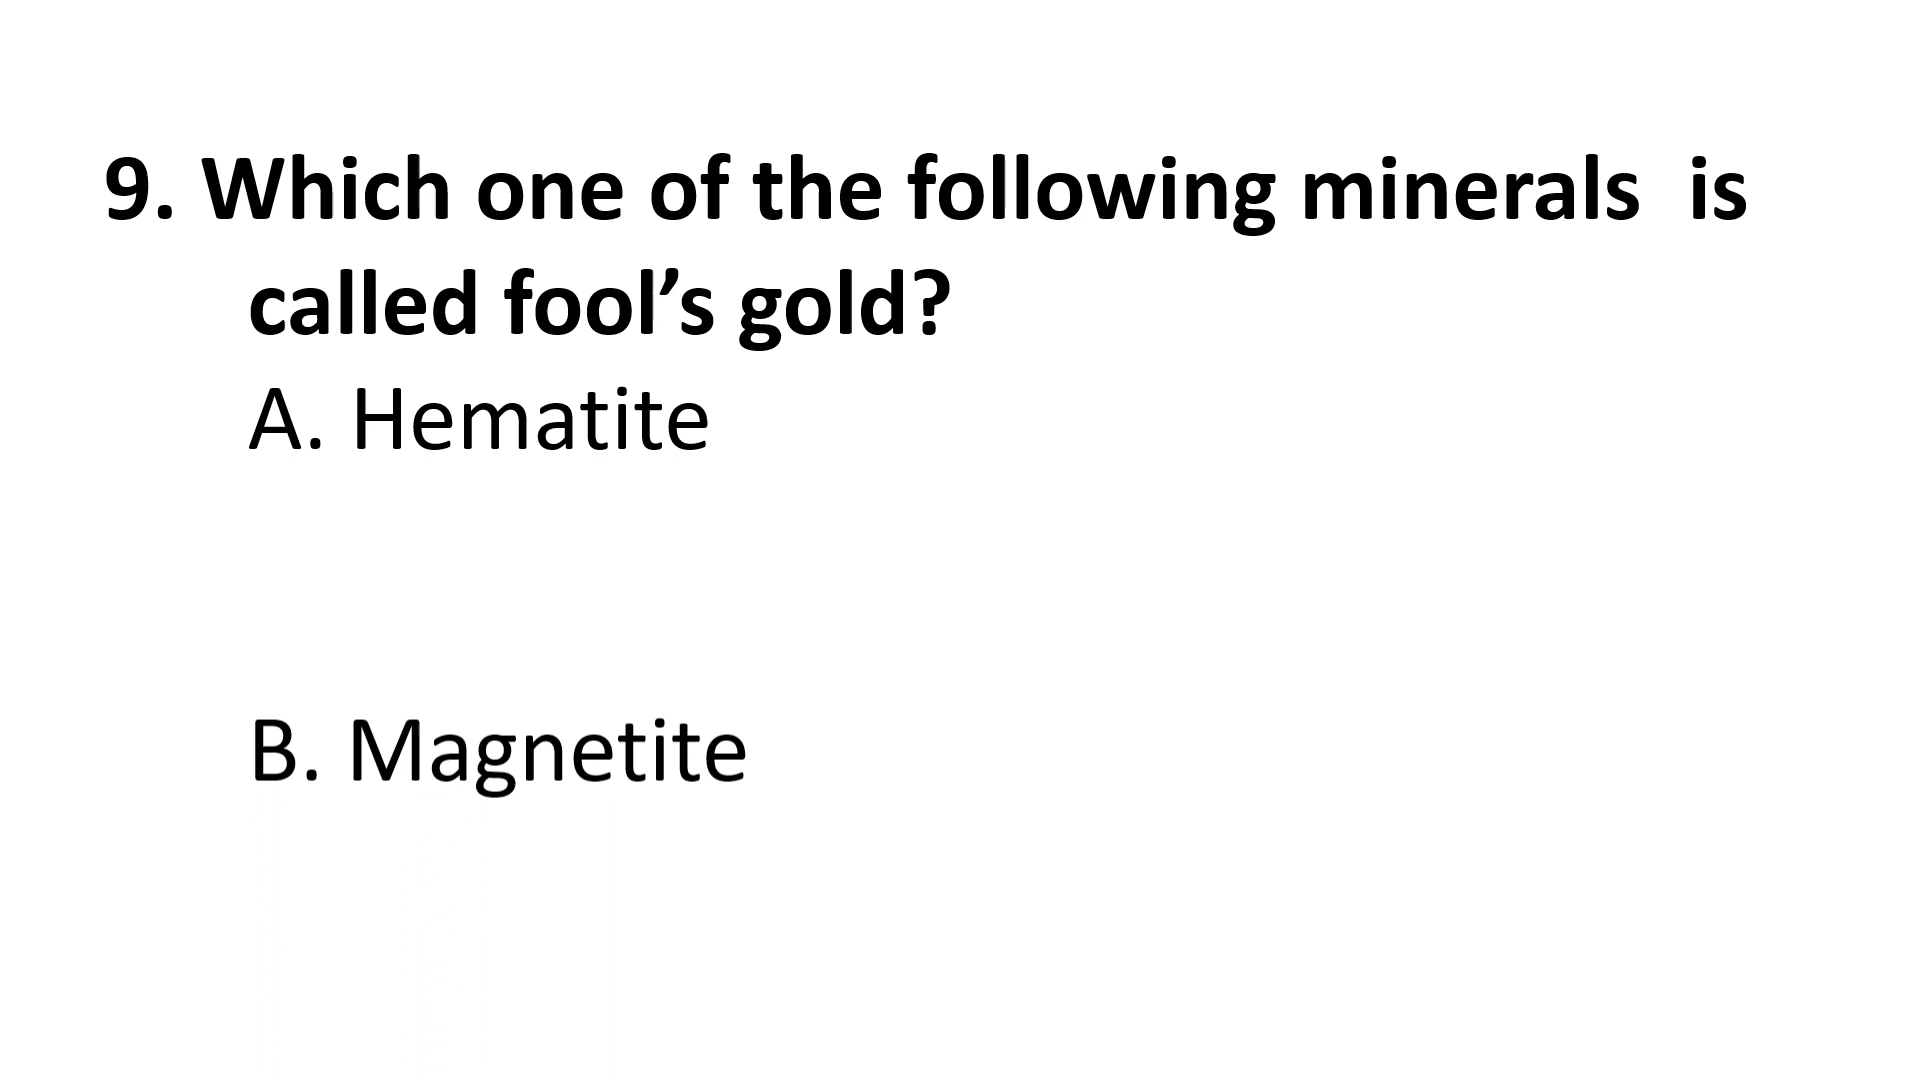 9. Which one of the following minerals  is
called fool’s gold?
A. Hematite
B. Magnetite